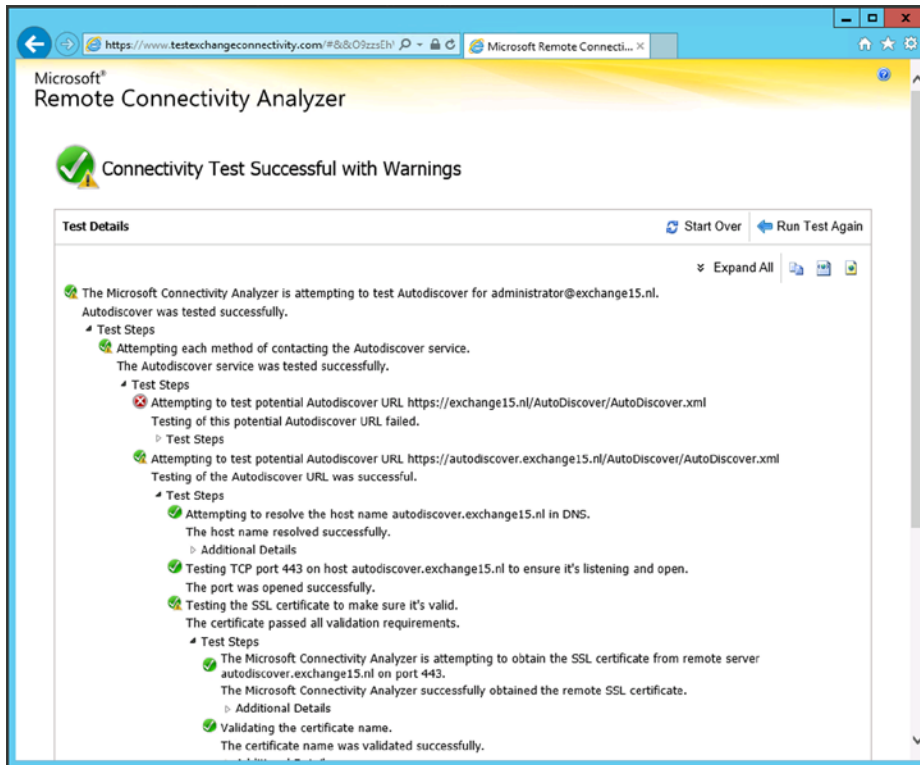 https://www.testexchangeconnectivity.com/#&&O9zzsEh
Microsoft Remote Connecti...
Microsoft®
Remote Connectivity Analyzer
Connectivity Test Successful with Warnings
Test Details Start Over Run Test Again
Expand All
The Microsoft Connectivity Analyzer is attempting to test Autodiscover for administrator@exchange15.nl.
Autodiscover was tested successfully.
Test Steps
Attempting each method of contacting the Autodiscover service.
The Autodiscover service was tested successfully.
Test Steps
Attempting to test potential Autodiscover URL https://exchange15.nl/AutoDiscover/AutoDiscover.xml
Testing of this potential Autodiscover URL failed.
Test Steps
Attempting to test potential Autodiscover URL https://autodiscover.exchange15.nl/AutoDiscover/AutoDiscover.xml
Testing of the Autodiscover URL was successful.
Test Steps
Attempting to resolve the host name autodiscover.exchange15.nl in DNS.
The host name resolved successfully.
Additional Details
Testing TCP port 443 on host autodiscover.exchange15.nl to ensure it's listening and open.
The port was opened successfully.
Testing the SSL certificate to make sure it's valid.
The certificate passed all validation requirements.
Test Steps
The Microsoft Connectivity Analyzer is attempting to obtain the SSL certificate from remote server
autodiscover.exchange15.nl on port 443.
The Microsoft Connectivity Analyzer successfully obtained the remote SSL certificate.
Additional Details
Validating the certificate name.
The certificate name was validated successfully.